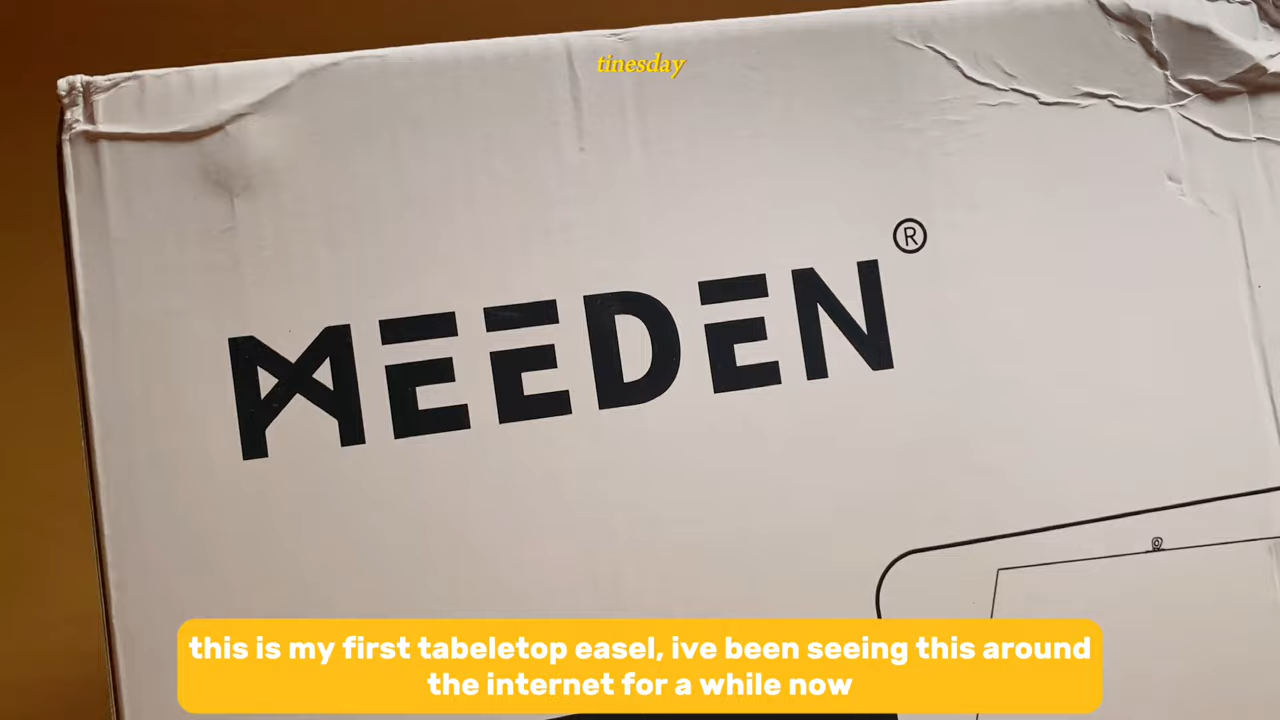 tinesday
MEEDEN®
this is my first tabeletop easel, ive been seeing this around
the internet for a while now